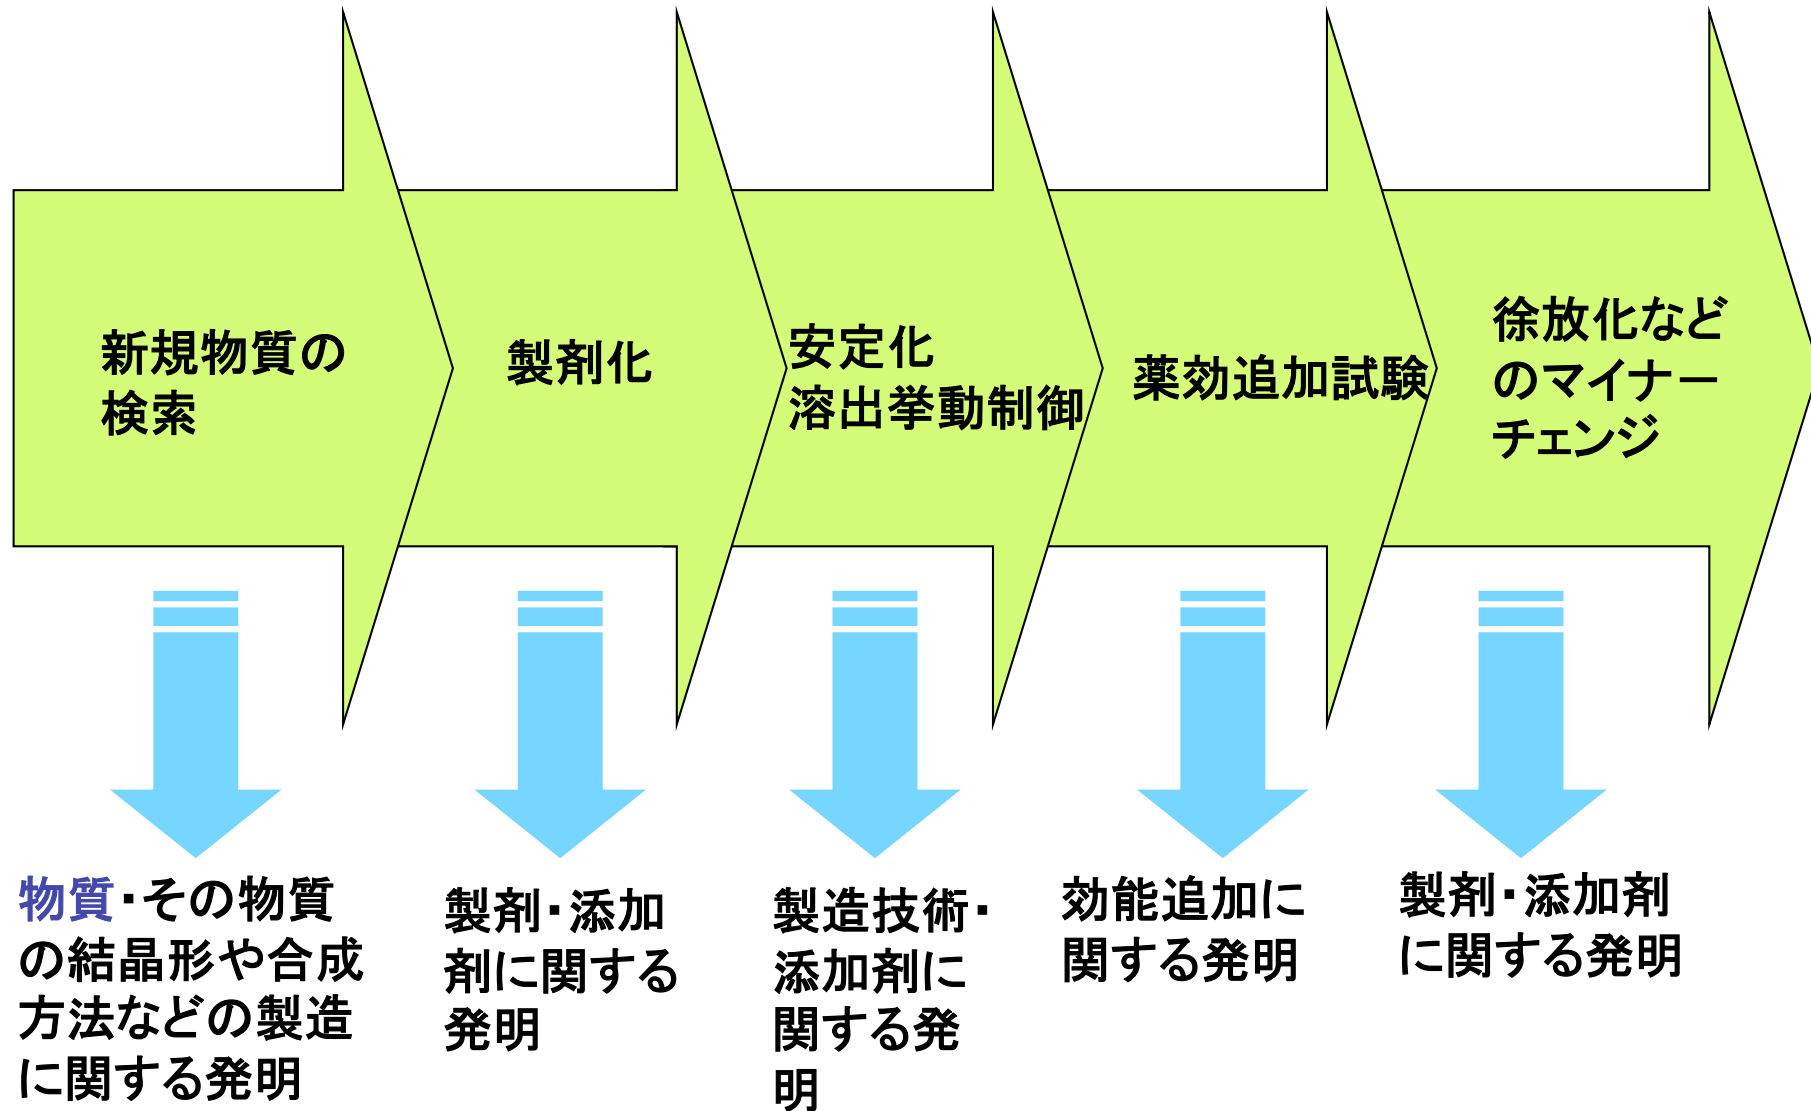 新規物質の
検索
製剤化
安定化
溶出挙動制御
薬効追加試験
徐放化など
のマイナー
チェンジ
物質・その物質
の結晶形や合成
方法などの製造
に関する発明
製剤・添加
剤に関する
発明
製造技術・
添加剤に
関する発
明
効能追加に
関する発明
製剤・添加剤
に関する発明